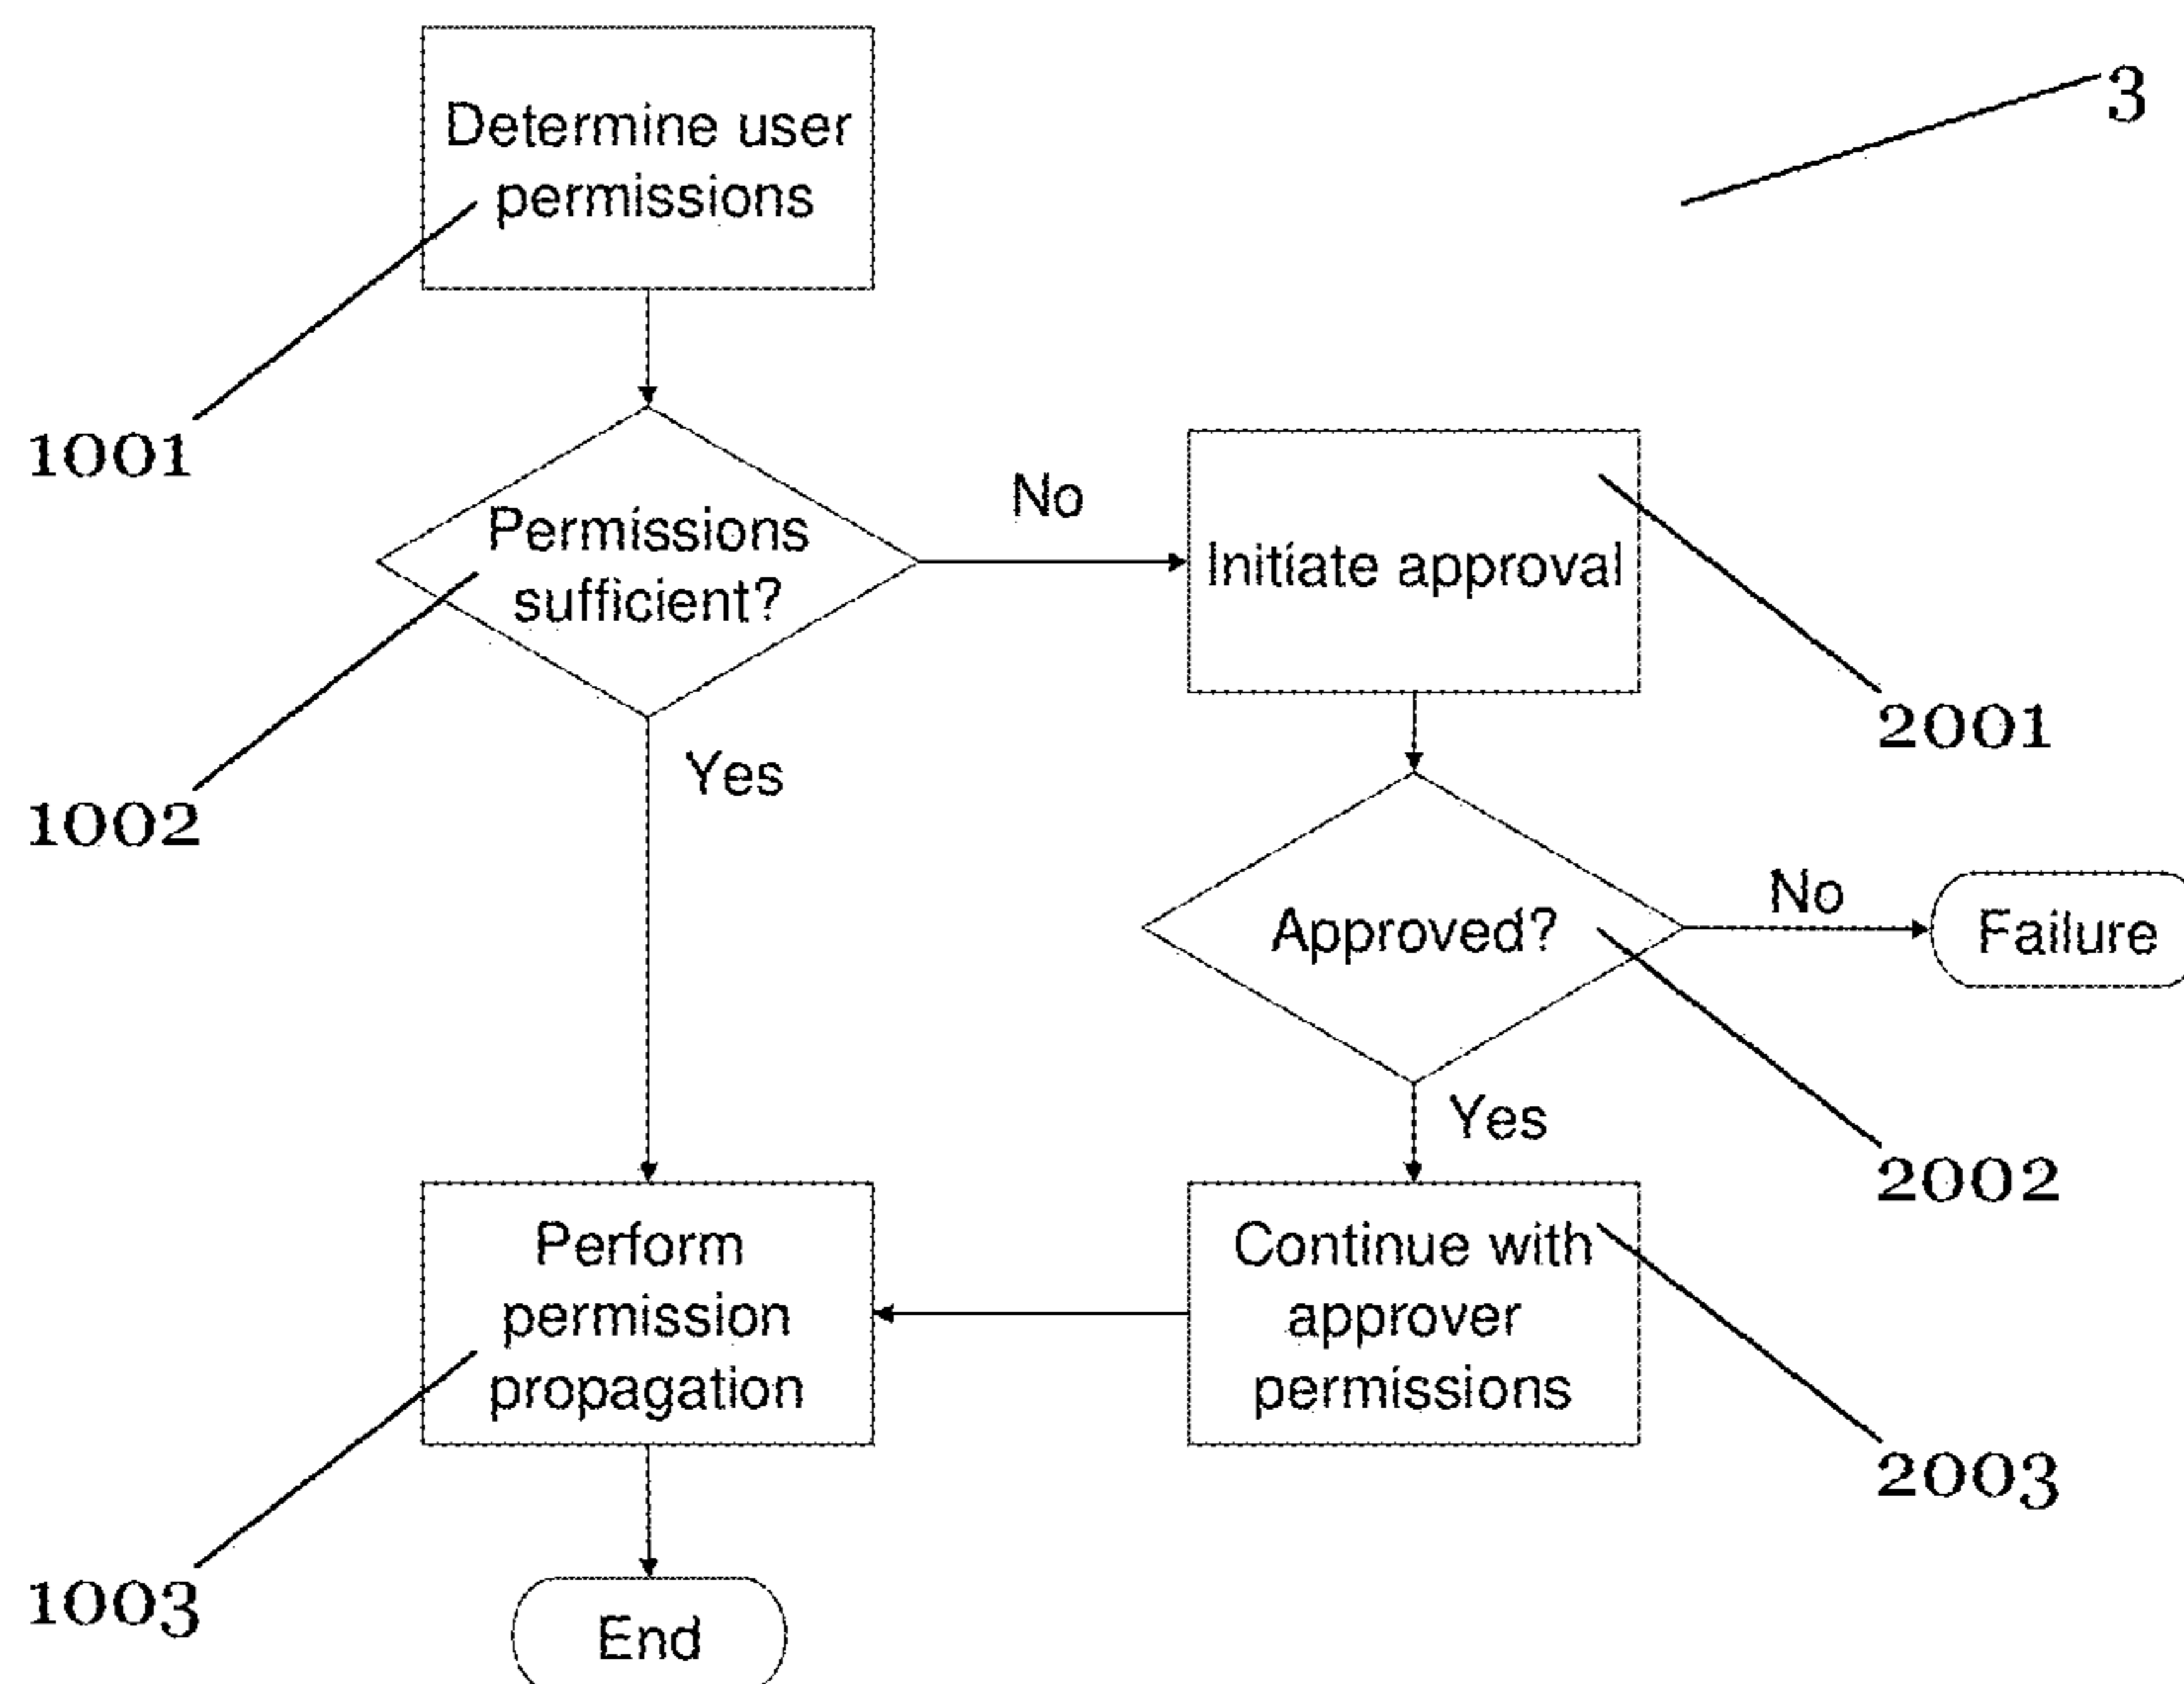 Determine user
permissions
3
1001
Permissions
sufficient?
No
Initiate approval
2001
Yes
1002
Approved?
No
Failure
Yes
2002
Perform
permission
propagation
Continue with
approver
permissions
2003
1003
End